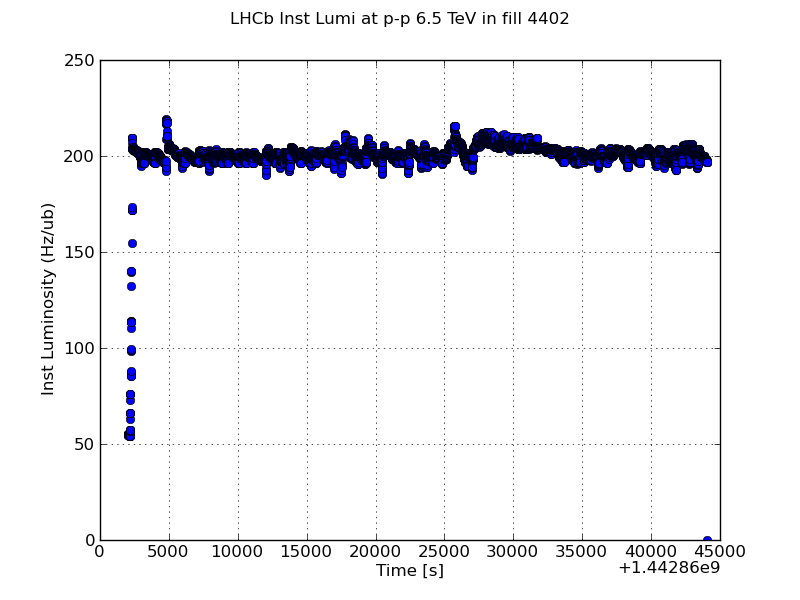 LHCb Inst Lumi at p-p 6.5 TeV in fill 4402
250
200
150
100
50
0
Inst Luminosity (Hz/ub)
0 5000 10000 15000 20000 25000 30000 35000 40000 45000
Time [s]
+1.44286e9